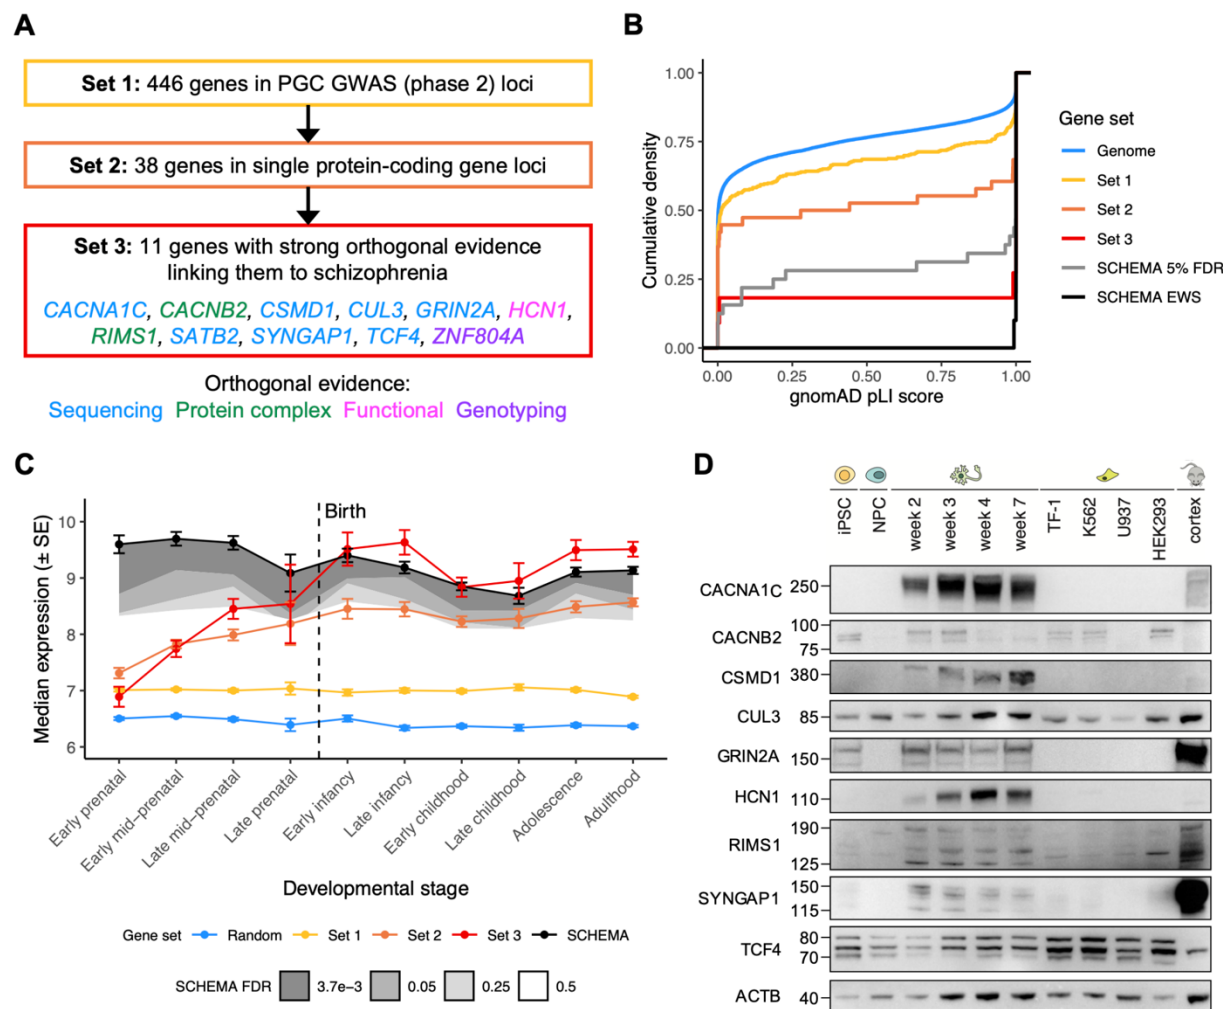 A
Set 1: 446 genes in PGC GWAS (phase 2) loci
Set 2: 38 genes in single protein-coding gene loci
Set 3: 11 genes with strong orthogonal evidence
linking them to schizophrenia
CACNA1C, CACNB2, CSMD1, CUL3, GRIN2A, HCN1,
RIMS1, SATB2, SYNGAP1, TCF4, ZNF804A
Orthogonal evidence:
Sequencing Protein complex Functional Genotyping
B
Cumulative density
1.00
0.75
0.50
0.25
0.00
0.00 0.25 0.50 0.75 1.00
gnomAD pLI score
Gene set
Genome
Set 1
Set 2
Set 3
SCHEMA 5% FDR
SCHEMA EWS
C
Median expression (± SE)
10
9
8
7
6
Birth
Early prenatal
Early mid−prenatal
Late mid−prenatal
Late prenatal
Early infancy
Late infancy
Early childhood
Late childhood
Adolescence
Adulthood
Developmental stage
Gene set Random Set 1 Set 2 Set 3 SCHEMA
SCHEMA FDR 3.7e−3 0.05 0.25 0.5
D
iPSC
NPC
week 2
week 3
week 4
week 7
TF-1
K562
U937
HEK293
cortex
CACNA1C 250
CACNB2 100
75
CSMD1 380
CUL3 85
GRIN2A 150
HCN1 110
RIMS1 190
125
SYNGAP1 150
115
TCF4 80
70
ACTB 40